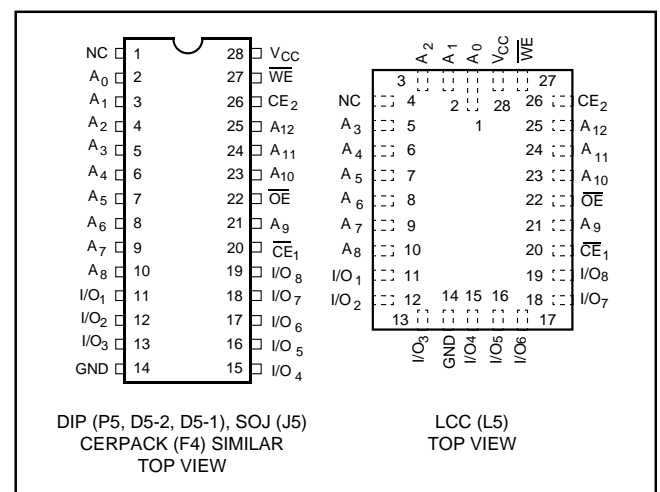 NC 1 28 VCC
A0 2 27 WE
A1 3 26 CE2
A2 4 25 A12
A3 5 24 A11
A4 6 23 A10
A5 7 22 OE
A6 8 21 A9
A7 9 20 CE1
A8 10 19 I/O8
I/O1 11 18 I/O7
I/O2 12 17 I/O6
I/O3 13 16 I/O5
GND 14 15 I/O4
DIP (P5, D5-2, D5-1), SOJ (J5)
CERPACK (F4) SIMILAR
TOP VIEW
A2 A1 A0 VCC WE
3 27
NC 4 2 28 26 CE2
1
A3 5 25 A12
A4 6 24 A11
A5 7 23 A10
A6 8 22 OE
A7 9 21 A9
A8 10 20 CE1
I/O1 11 19 I/O8
I/O2 12 14 15 16 18 I/O7
13 17
I/O3 GND I/O4 I/O5 I/O6
LCC (L5)
TOP VIEW